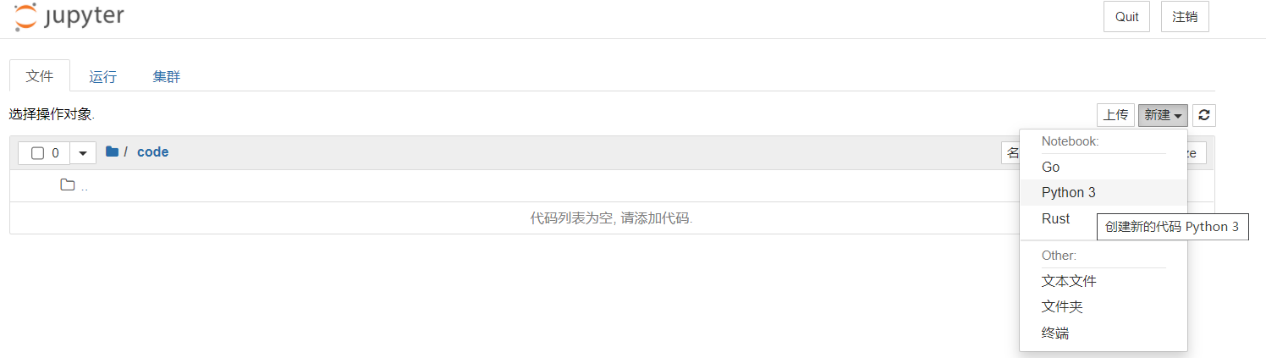 jupyter
Quit 注销
文件 运行 集群
选择操作对象.
上传 新建
0 / code
Notebook:
Go
..
Python 3
代码列表为空, 请添加代码.
Rust
创建新的代码 Python 3
Other:
文本文件
文件夹
终端